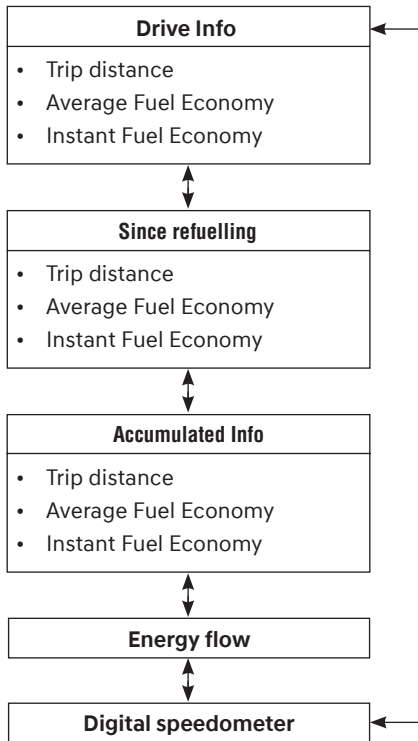 Drive Info
• Trip distance
• Average Fuel Economy
• Instant Fuel Economy
Since refuelling
• Trip distance
• Average Fuel Economy
• Instant Fuel Economy
Accumulated Info
• Trip distance
• Average Fuel Economy
• Instant Fuel Economy
Energy flow
Digital speedometer